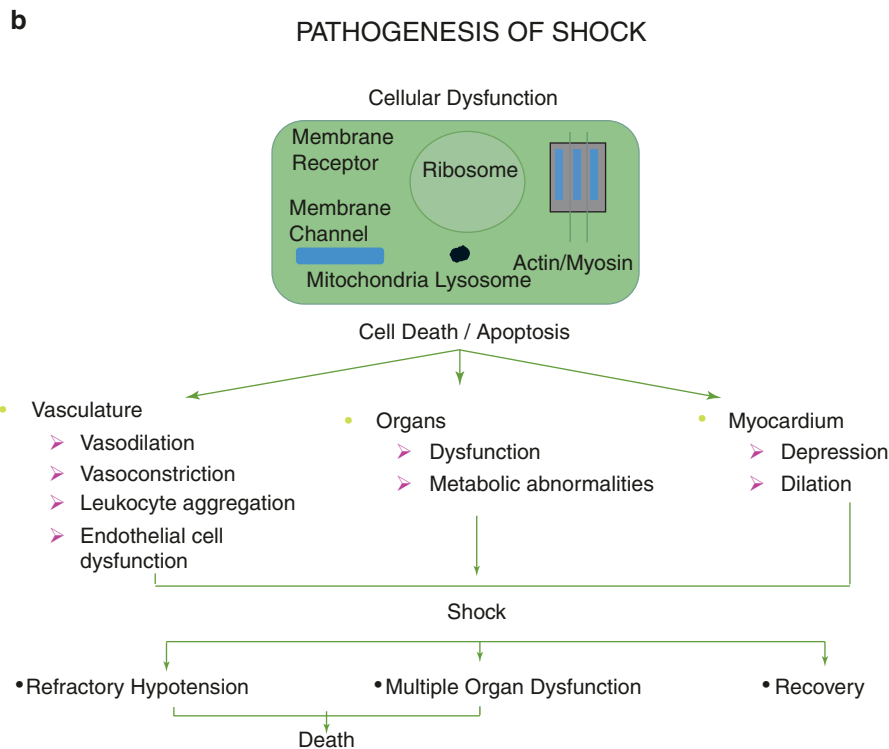 b
PATHOGENESIS OF SHOCK
Cellular Dysfunction
Membrane
Receptor
Ribosome
Membrane
Channel
Actin/Myosin
Mitochondria Lysosome
Cell Death / Apoptosis
• Vasculature
➢ Vasodilation
➢ Vasoconstriction
➢ Leukocyte aggregation
➢ Endothelial cell
dysfunction
• Organs
➢ Dysfunction
➢ Metabolic abnormalities
• Myocardium
➢ Depression
➢ Dilation
Shock
• Refractory Hypotension
• Multiple Organ Dysfunction
• Recovery
Death